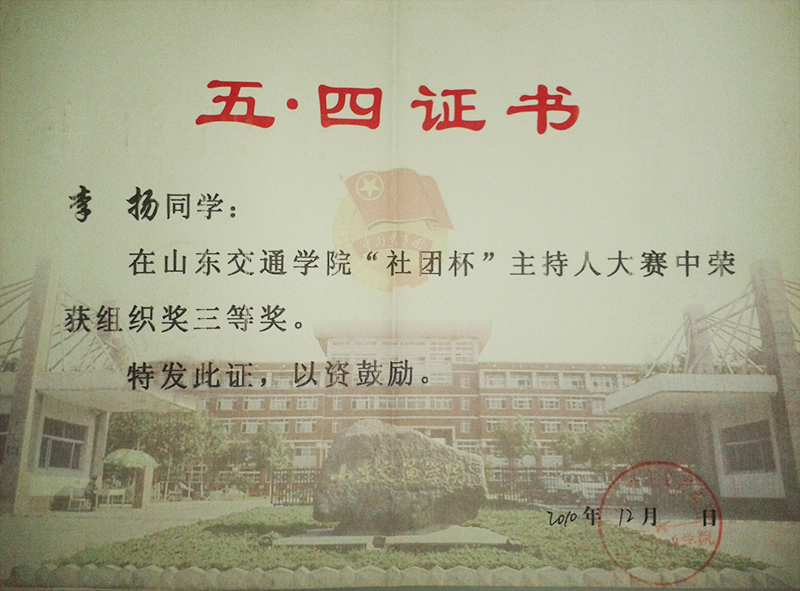 五·四证书
李 扬同学：
在山东交通学院“社团杯”主持人大赛中荣
获组织奖三等奖。
特发此证，以资鼓励。
2010年 12月 日